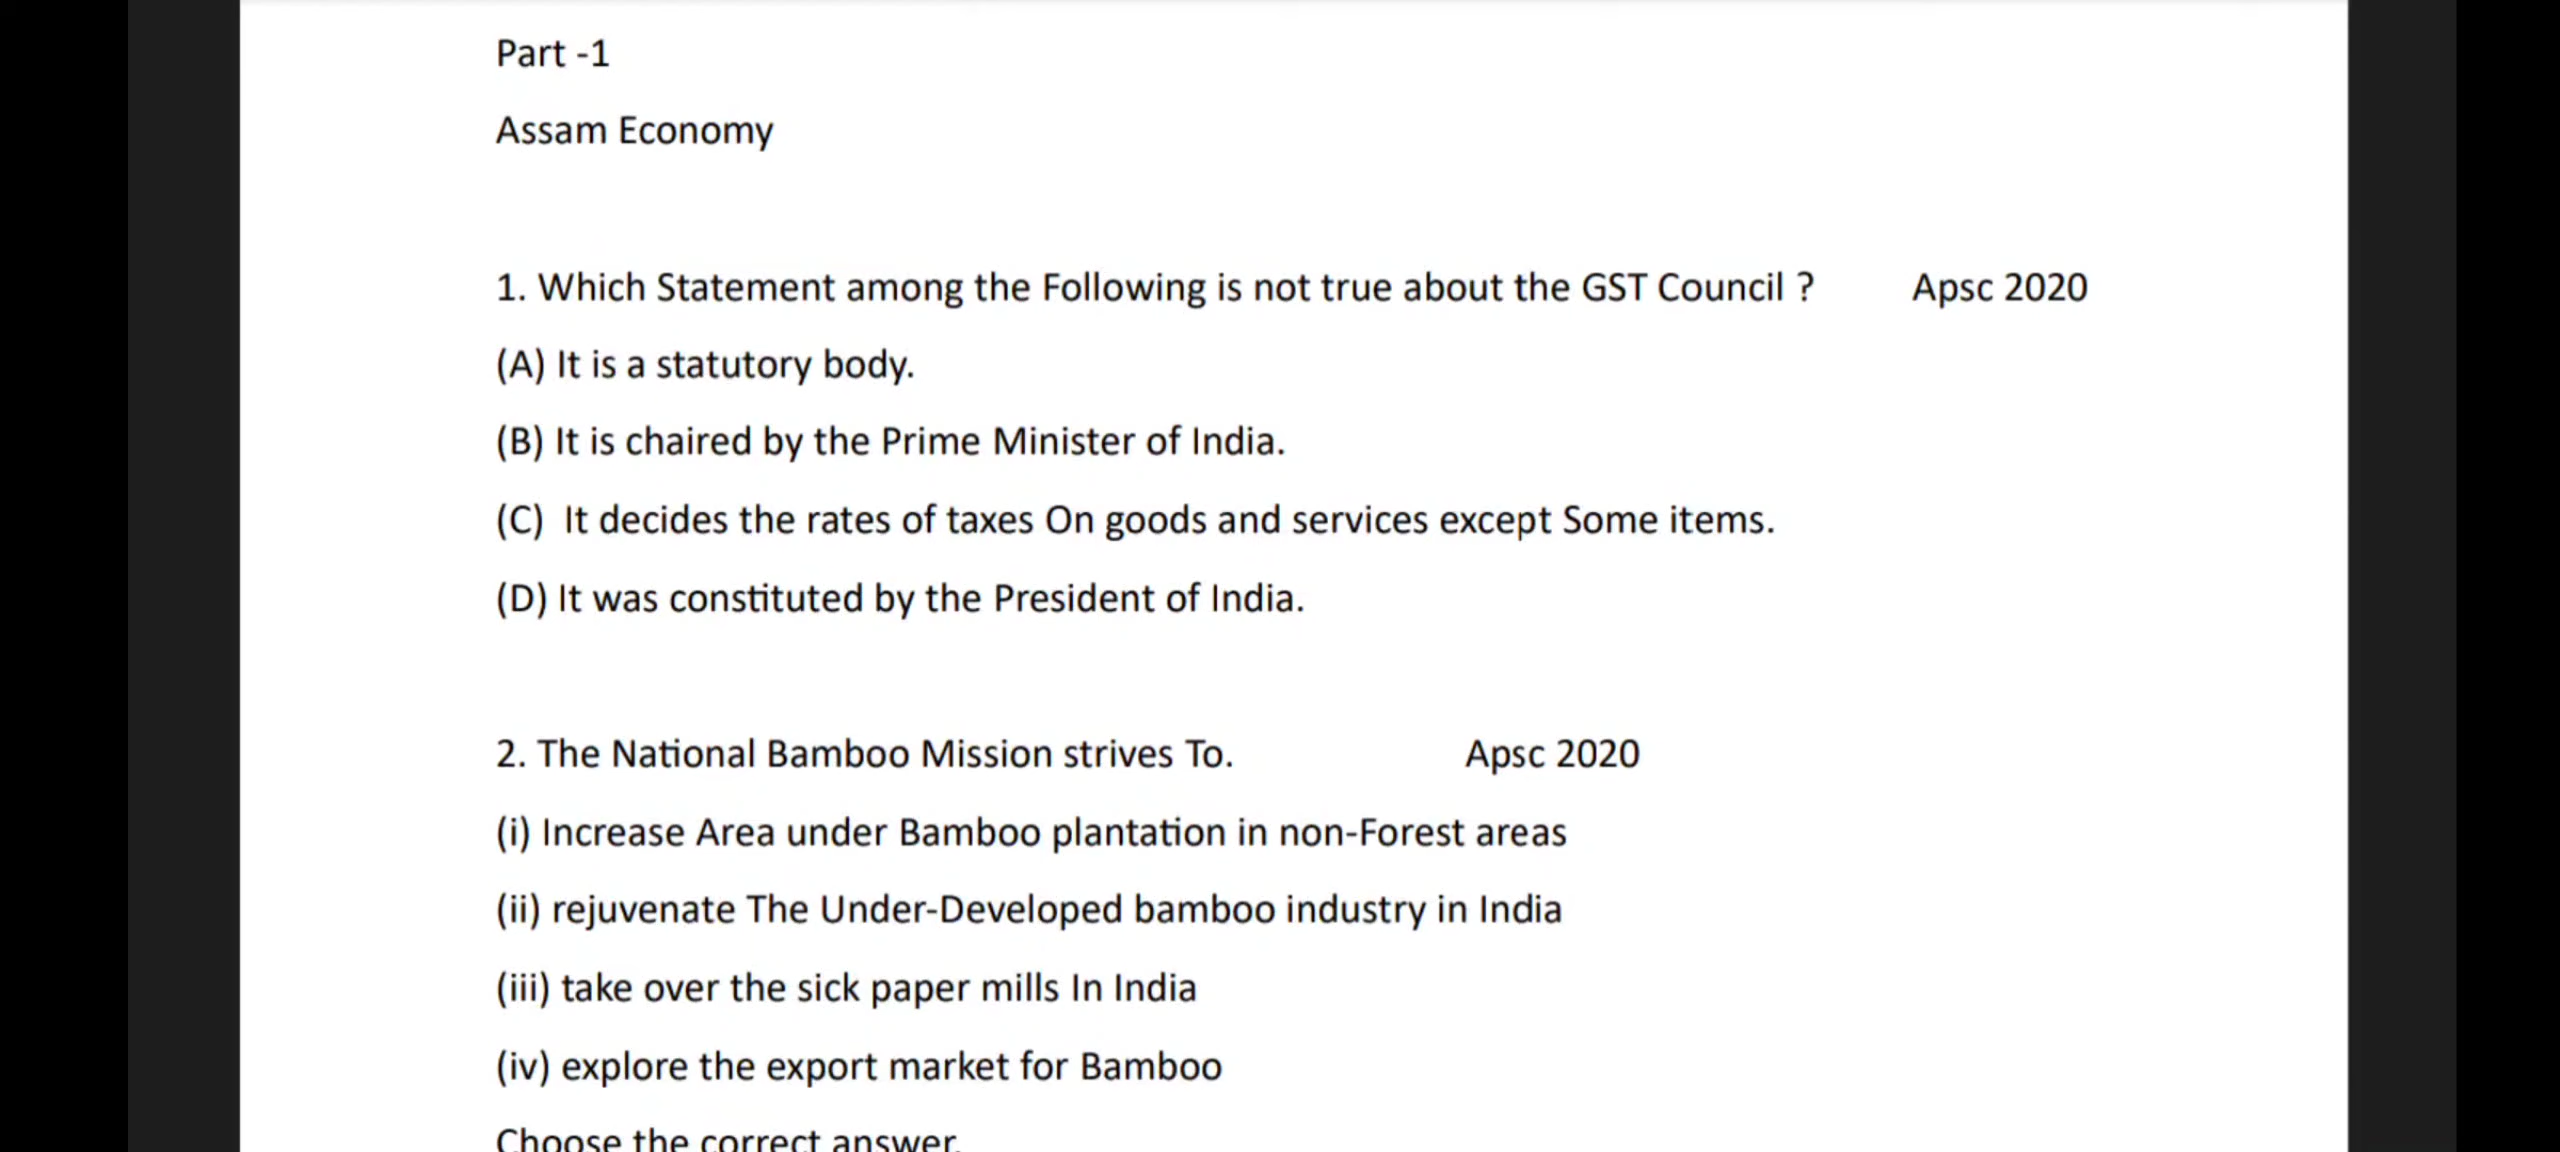 Part -1
Assam Economy
1. Which Statement among the Following is not true about the GST Council ? Apsc 2020
(A) It is a statutory body.
(B) It is chaired by the Prime Minister of India.
(C) It decides the rates of taxes On goods and services except Some items.
(D) It was constituted by the President of India.
2. The National Bamboo Mission strives To. Apsc 2020
(i) Increase Area under Bamboo plantation in non-Forest areas
(ii) rejuvenate The Under-Developed bamboo industry in India
(iii) take over the sick paper mills In India
(iv) explore the export market for Bamboo
Choose the correct answer.